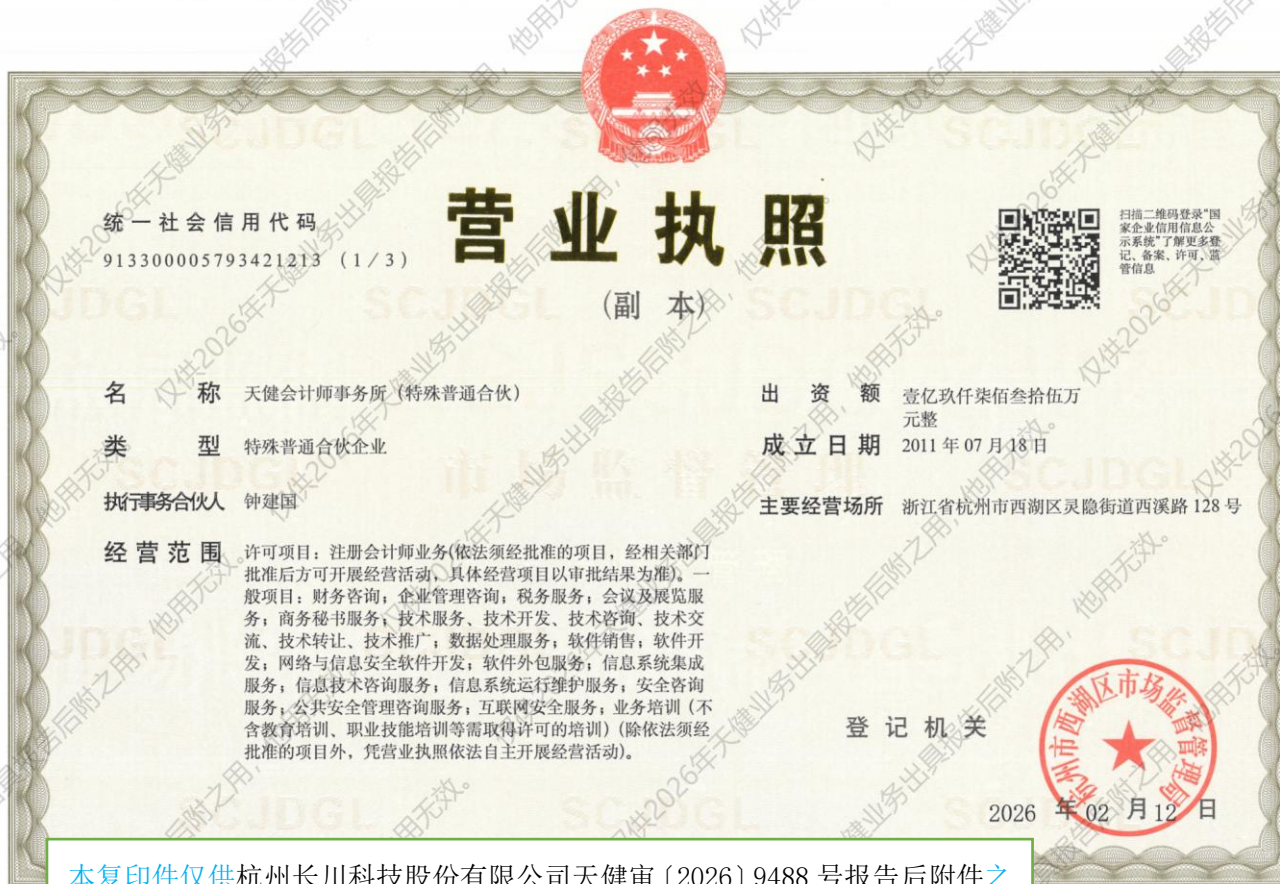 营业执照
(副 本)
统一社会信用代码
913300005793421213 (1/3)
扫描二维码登录“国
家企业信用信息公
示系统”了解更多登
记、备案、许可、监
管信息
名 称 天健会计师事务所（特殊普通合伙）
类 型 特殊普通合伙企业
执行事务合伙人 钟建国
经营范围 许可项目：注册会计师业务(依法须经批准的项目，经相关部门
批准后方可开展经营活动，具体经营项目以审批结果为准)。一
般项目：财务咨询；企业管理咨询；税务服务；会议及展览服
务；商务秘书服务；技术服务、技术开发、技术咨询、技术交
流、技术转让、技术推广；数据处理服务；软件销售；软件开
发；网络与信息安全软件开发；软件外包服务；信息系统集成
服务；信息技术咨询服务；信息系统运行维护服务；安全咨询
服务；公共安全管理咨询服务；互联网安全服务；业务培训（不
含教育培训、职业技能培训等需取得许可的培训）(除依法须经
批准的项目外，凭营业执照依法自主开展经营活动)。
出 资 额 壹亿玖仟柒佰叁拾伍万
元整
成立日期 2011年07月18日
主要经营场所 浙江省杭州市西湖区灵隐街道西溪路128号
登记机关
杭州市西湖区市场监督管理局
2026 年 02 月 12 日
仅供2026年天健业务出具报告后附之用，他用无效。
SCJDGL
市场监督管理
本复印件仅供杭州长川科技股份有限公司天健审〔2026〕9488号报告后附件之